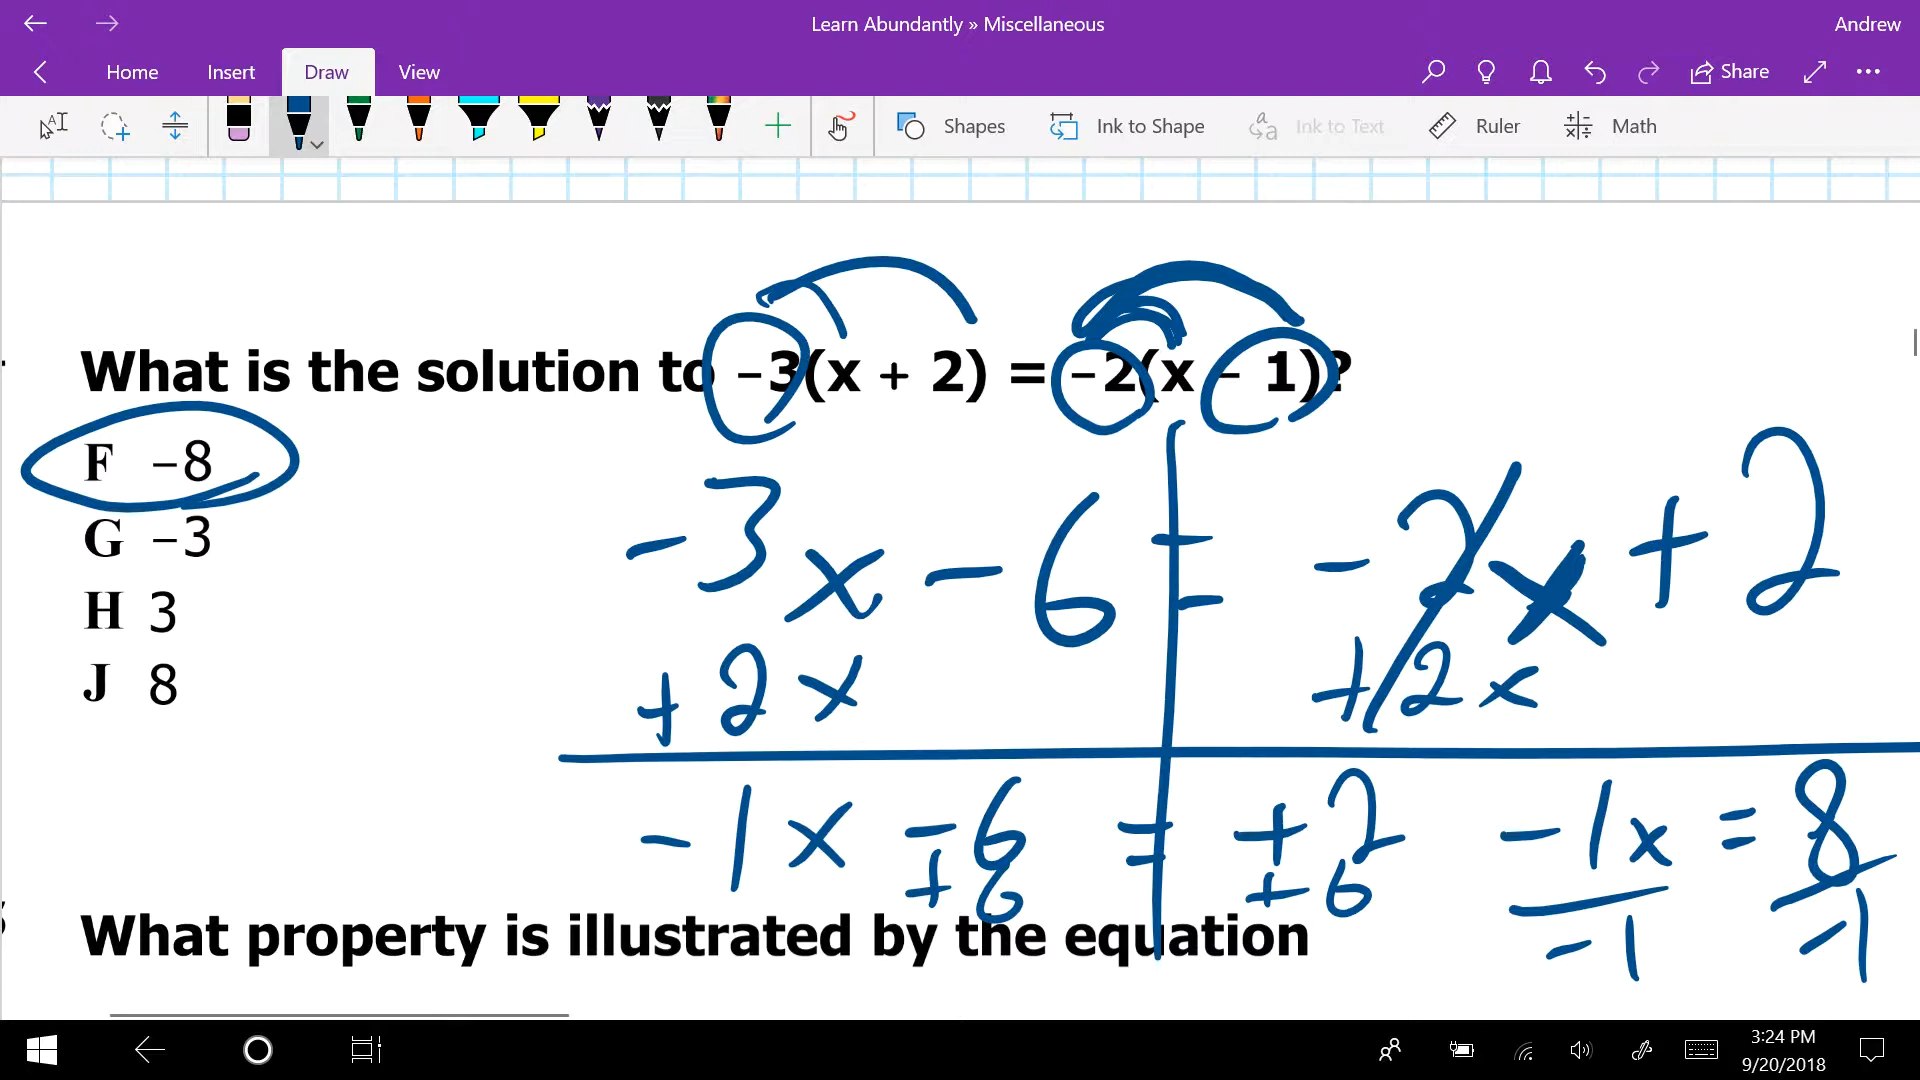 Learn Abundantly » Miscellaneous
Andrew
Home Insert Draw View
Share
Shapes Ink to Shape Ink to Text Ruler Math
What is the solution to -3(x + 2) = -2(x - 1)?
F -8
G -3
H 3
J 8
-3x - 6 = -2x + 2
+2x +2x
-1x -6 = +2 -1x = 8
+6 +6 -1 -1
What property is illustrated by the equation
3:24 PM
9/20/2018